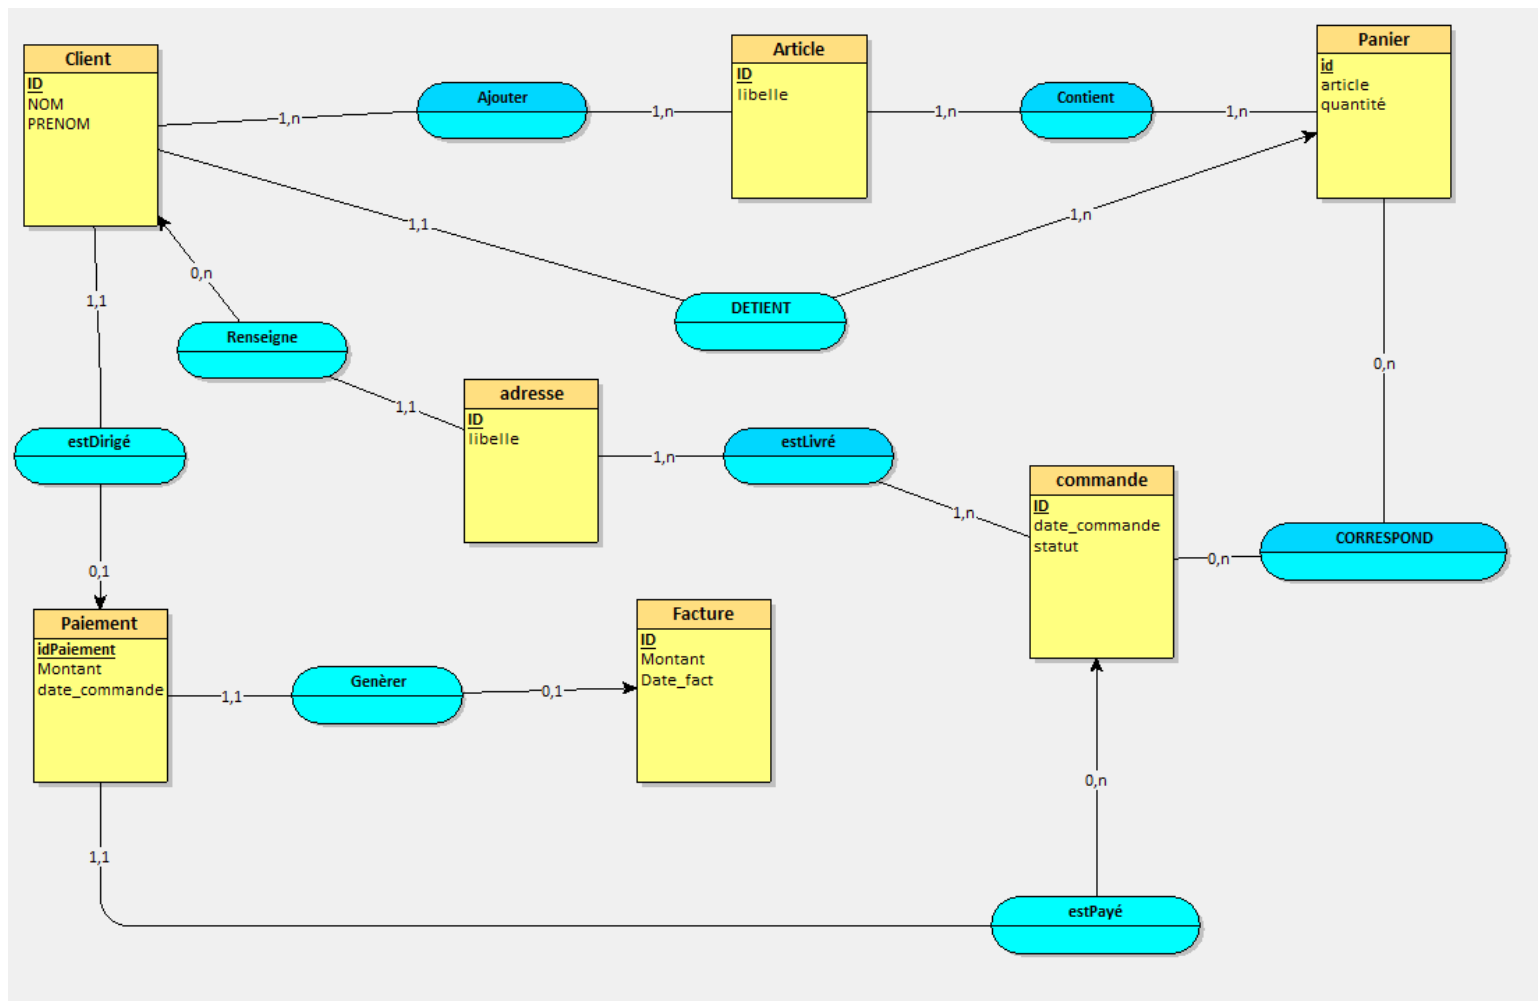 Client
ID
NOM
PRENOM
1,n
Ajouter
1,n
Article
ID
libelle
1,n
Contient
1,n
Panier
id
article
quantité
1,1
DETIENT
1,n
0,n
Renseigne
1,1
adresse
ID
libelle
1,n
estLivré
1,n
commande
ID
date_commande
statut
0,n
CORRESPOND
0,n
1,1
estDirigé
0,1
Paiement
idPaiement
Montant
date_commande
1,1
Genèrer
0,1
Facture
ID
Montant
Date_fact
1,1
estPayé
0,n